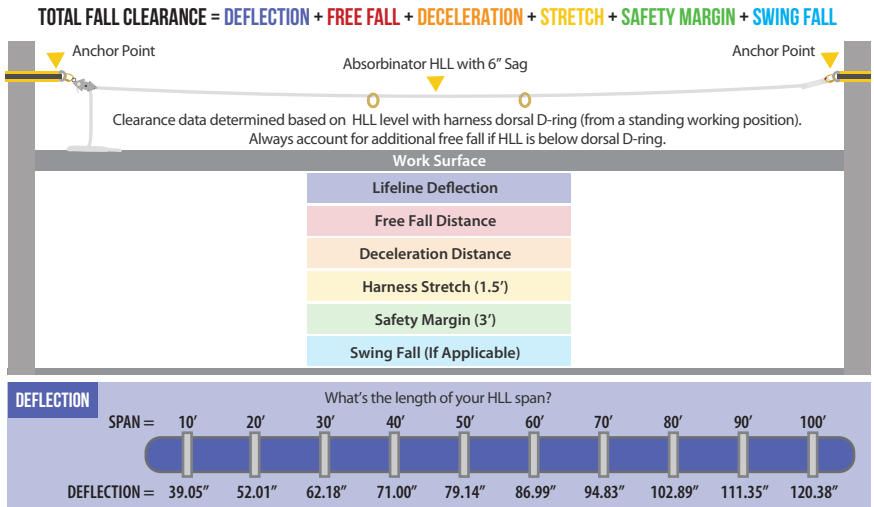 TOTAL FALL CLEARANCE = DEFLECTION + FREE FALL + DECELERATION + STRETCH + SAFETY MARGIN + SWING FALL
Anchor Point
Anchor Point
Absorbinator HLL with 6” Sag
Clearance data determined based on HLL level with harness dorsal D-ring (from a standing working position).
Always account for additional free fall if HLL is below dorsal D-ring.
Work Surface
Lifeline Deflection
Free Fall Distance
Deceleration Distance
Harness Stretch (1.5’)
Safety Margin (3’)
Swing Fall (If Applicable)
DEFLECTION
What’s the length of your HLL span?
SPAN = 10’ 20’ 30’ 40’ 50’ 60’ 70’ 80’ 90’ 100’
DEFLECTION = 39.05” 52.01” 62.18” 71.00” 79.14” 86.99” 94.83” 102.89” 111.35” 120.38”